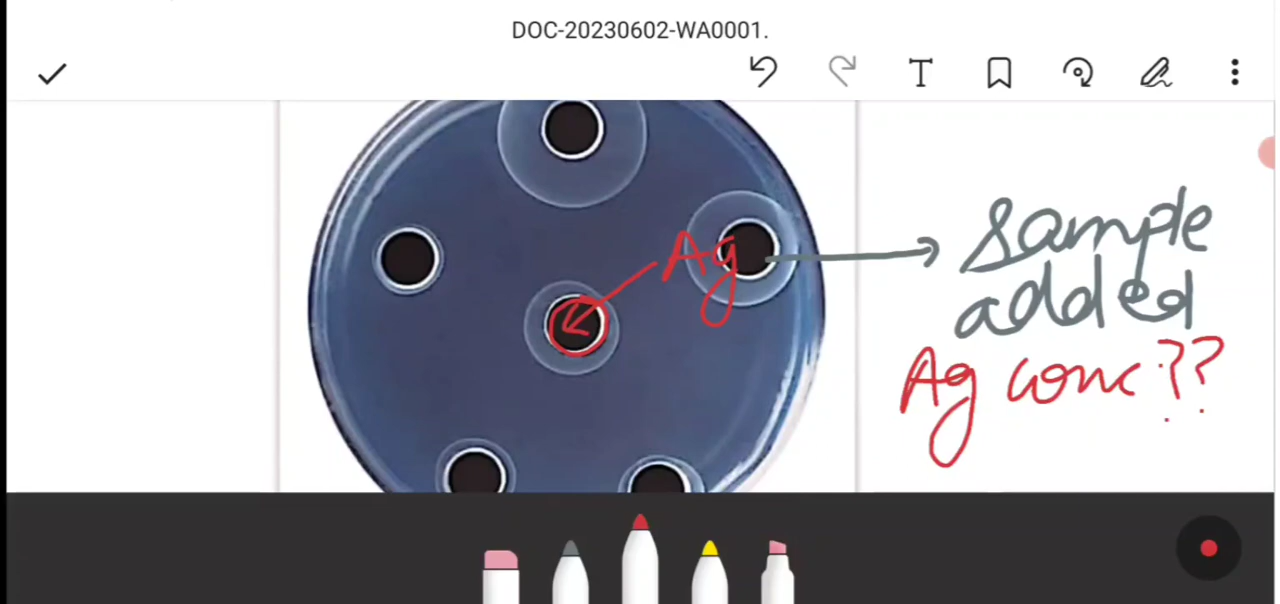 DOC-20230602-WA0001.
T
Ag
Sample
added
Ag conc ??